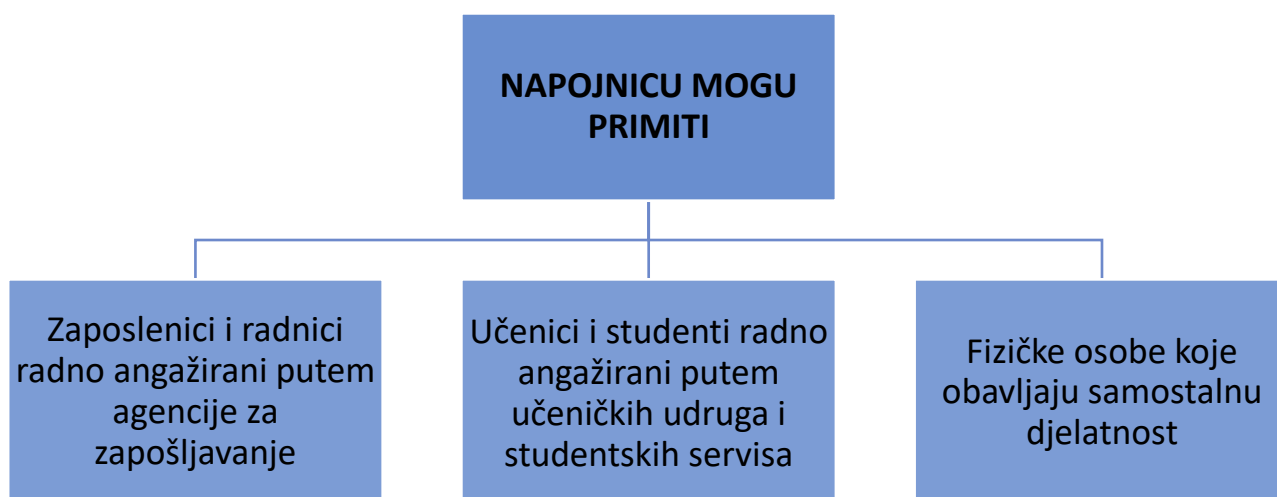 NAPOJNICU MOGU
PRIMITI
Zaposlenici i radnici
radno angažirani putem
agencije za
zapošljavanje
Učenici i studenti radno
angažirani putem
učeničkih udruga i
studentskih servisa
Fizičke osobe koje
obavljaju samostalnu
djelatnost